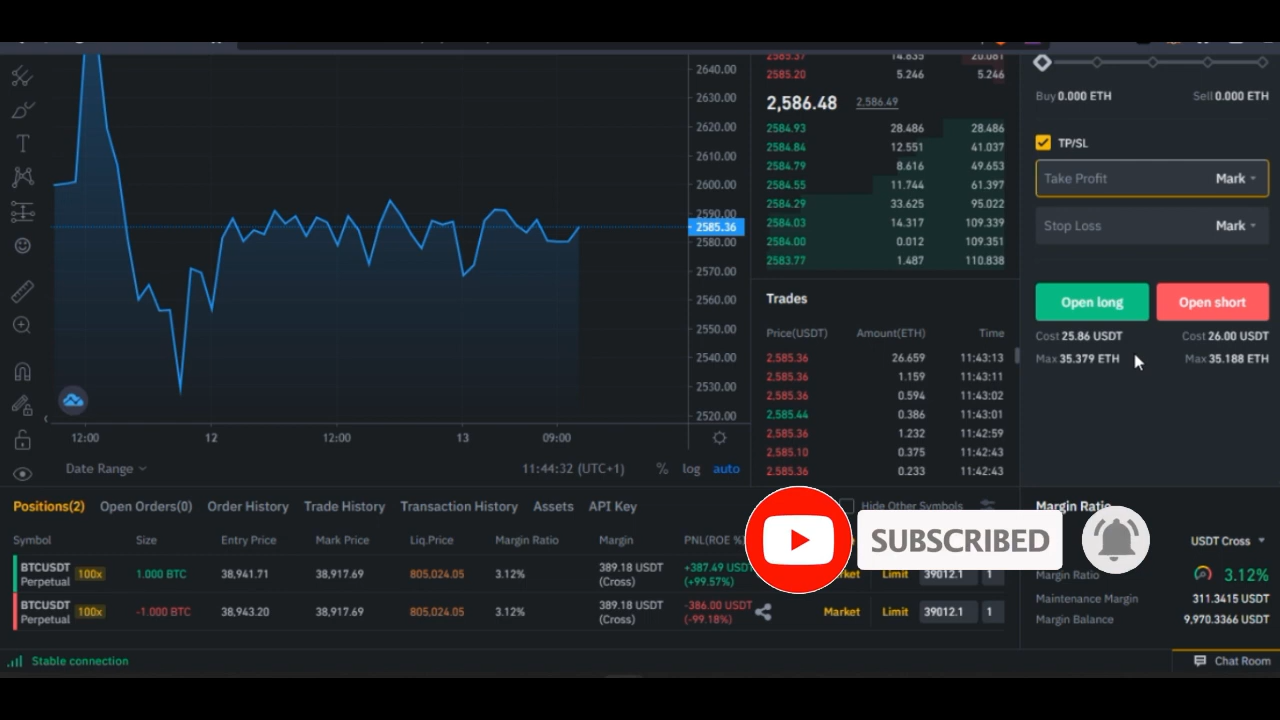 2640.00
2630.00
2620.00
2610.00
2600.00
2590.00
2585.36
2580.00
2570.00
2560.00
2550.00
2540.00
2530.00
2520.00
12:00 12 12:00 13 09:00
Date Range 11:44:32 (UTC+1) % log auto
2585.37 14.635 20.081
2585.20 5.246 5.246
2,586.48 2,586.49
2584.93 28.486 28.486
2584.84 12.551 41.037
2584.79 8.616 49.653
2584.55 11.744 61.397
2584.29 33.625 95.022
2584.03 14.317 109.339
2584.00 0.012 109.351
2583.77 1.487 110.838
Trades
Price(USDT) Amount(ETH) Time
2,585.36 26.659 11:43:13
2,585.36 1.159 11:43:11
2,585.36 0.594 11:43:02
2,585.44 0.386 11:43:01
2,585.36 1.232 11:42:59
2,585.10 0.375 11:42:43
2,585.36 0.233 11:42:43
Buy 0.000 ETH Sell 0.000 ETH
TP/SL
Take Profit Mark
Stop Loss Mark
Open long Open short
Cost 25.86 USDT Cost 26.00 USDT
Max 35.379 ETH Max 35.188 ETH
Positions(2) Open Orders(0) Order History Trade History Transaction History Assets API Key Hide Other Symbols
Symbol Size Entry Price Mark Price Liq.Price Margin Ratio Margin PNL(ROE %)
BTCUSDT 100x 1.000 BTC 38,941.71 38,917.69 805,024.05 3.12% 389.18 USDT +387.49 USDT Limit 39012.1 1
Perpetual (Cross) (+99.57%)
BTCUSDT 100x -1.000 BTC 38,943.20 38,917.69 805,024.05 3.12% 389.18 USDT -386.00 USDT Market Limit 39012.1 1
Perpetual (Cross) (-99.18%)
SUBSCRIBED
Margin Ratio
USDT Cross
Margin Ratio 3.12%
Maintenance Margin 311.3415 USDT
Margin Balance 9,970.3366 USDT
Stable connection
Chat Room